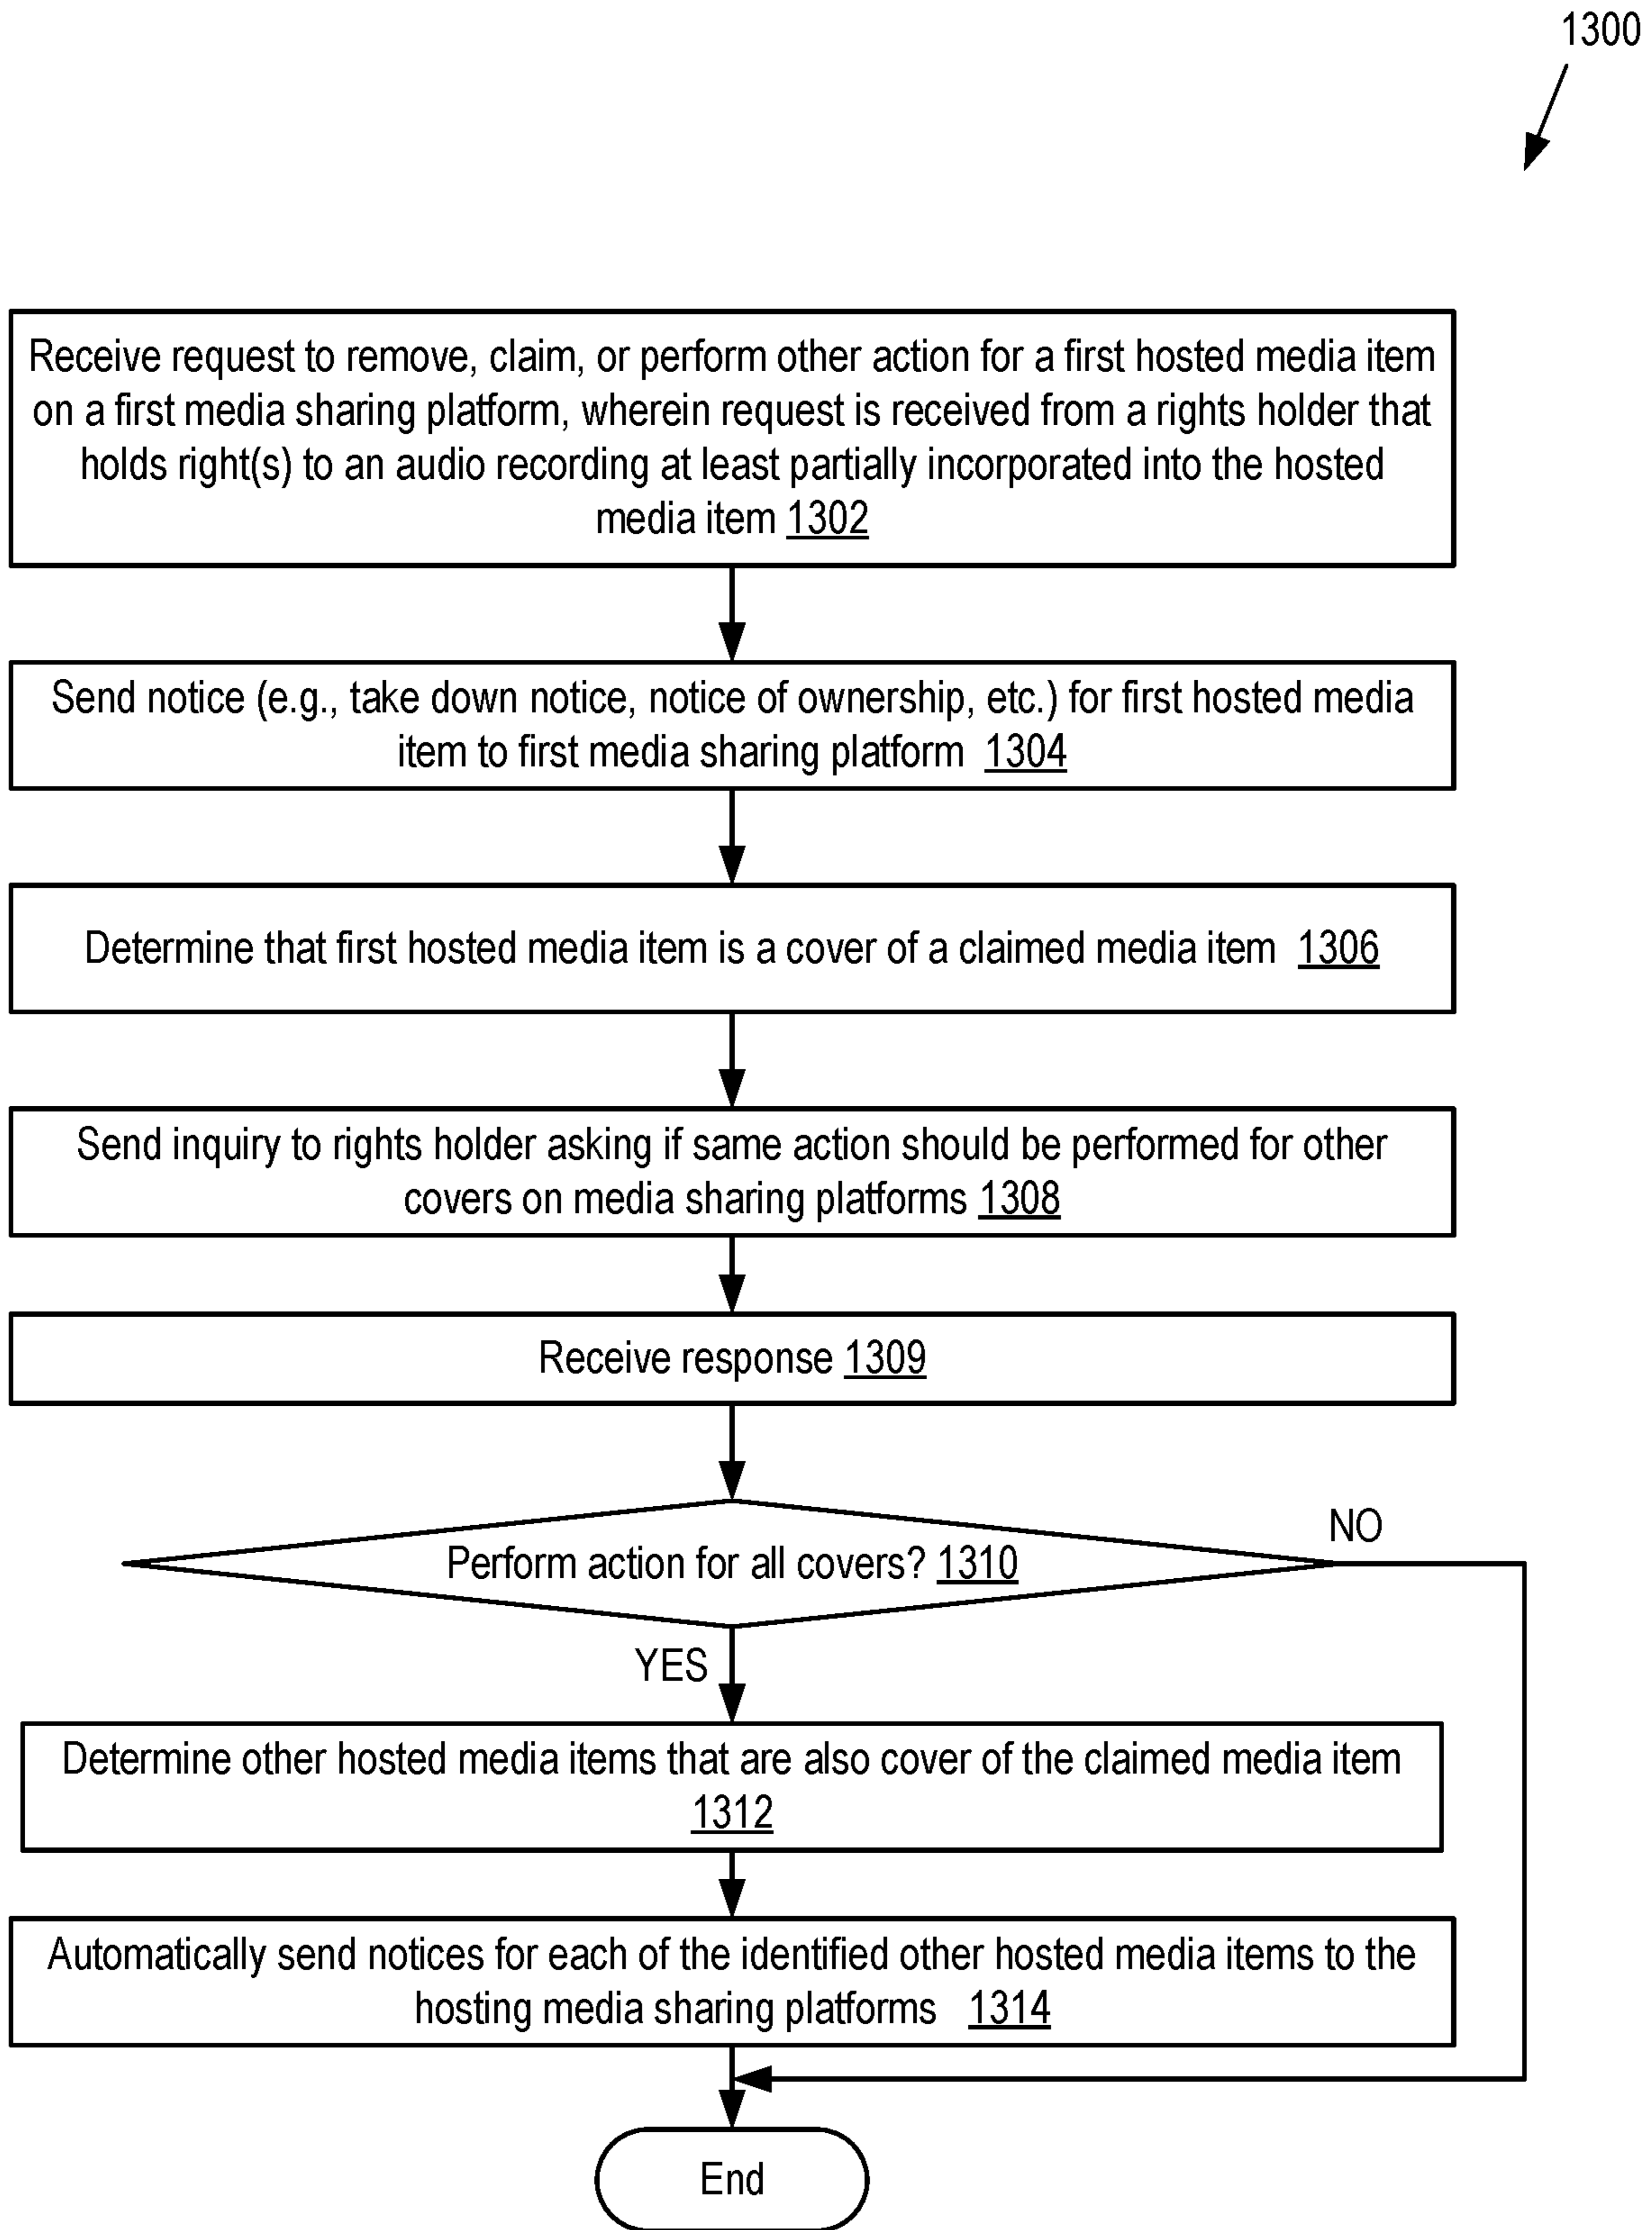 1300
Receive request to remove, claim, or perform other action for a first hosted media item
on a first media sharing platform, wherein request is received from a rights holder that
holds right(s) to an audio recording at least partially incorporated into the hosted
media item 1302
Send notice (e.g., take down notice, notice of ownership, etc.) for first hosted media
item to first media sharing platform 1304
Determine that first hosted media item is a cover of a claimed media item 1306
Send inquiry to rights holder asking if same action should be performed for other
covers on media sharing platforms 1308
Receive response 1309
Perform action for all covers? 1310
NO
YES
Determine other hosted media items that are also cover of the claimed media item
1312
Automatically send notices for each of the identified other hosted media items to the
hosting media sharing platforms 1314
End